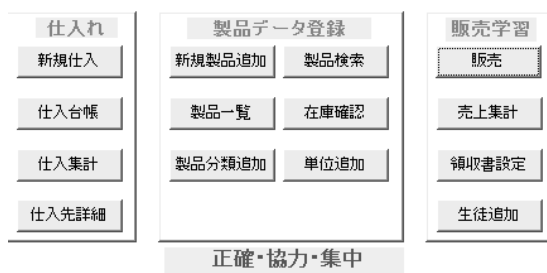 仕入れ
新規仕入
仕入台帳
仕入集計
仕入先詳細
製品データ登録
新規製品追加 製品検索
製品一覧 在庫確認
製品分類追加 単位追加
正確・協力・集中
販売学習
販売
売上集計
領収書設定
生徒追加